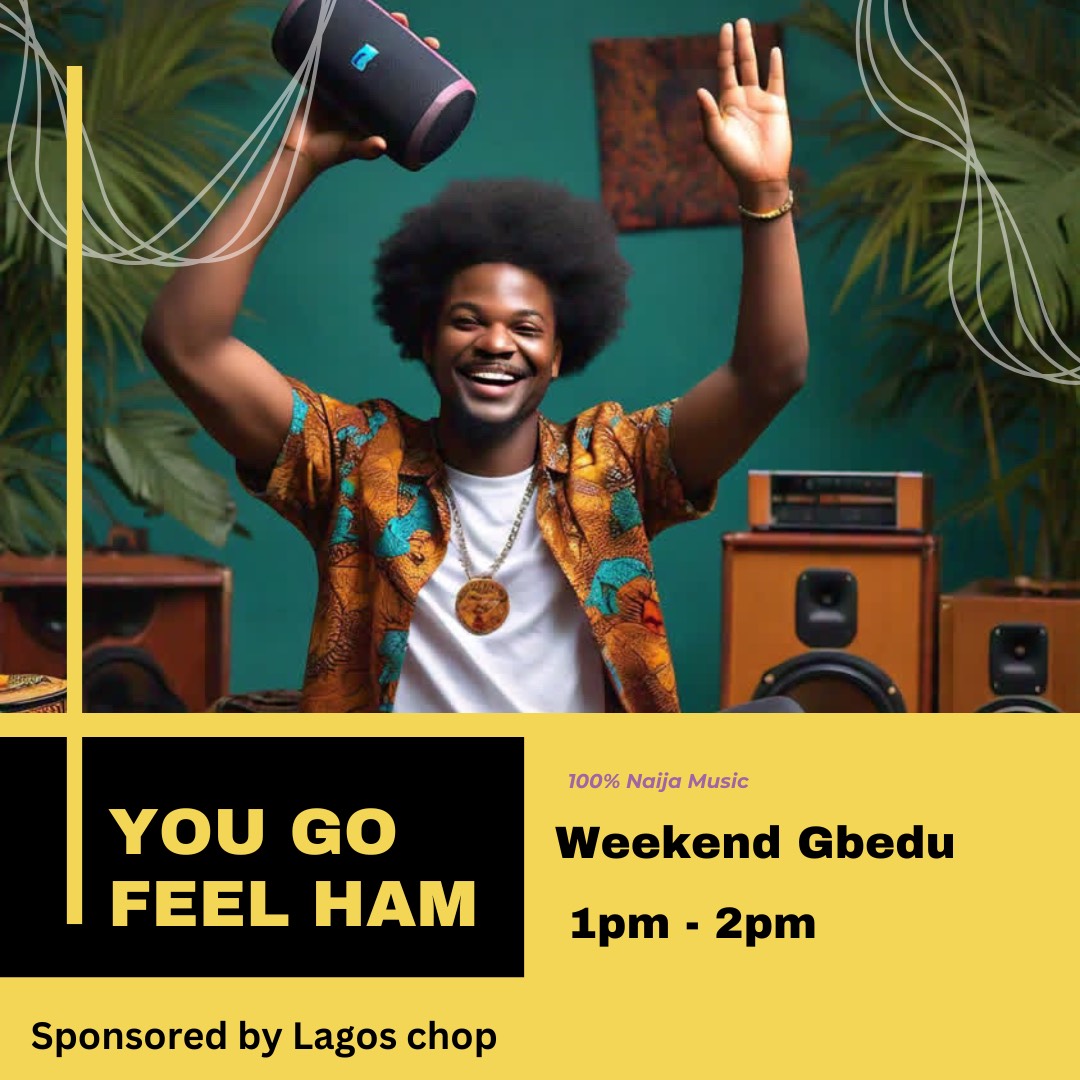 YOU GO
FEEL HAM
100% Naija Music
Weekend Gbedu
1pm - 2pm
Sponsored by Lagos chop